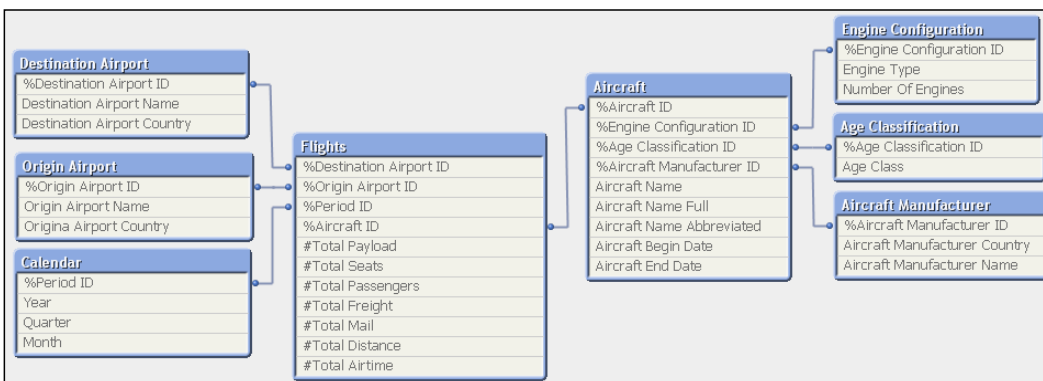 Destination Airport
%Destination Airport ID
Destination Airport Name
Destination Airport Country
Origin Airport
%Origin Airport ID
Origin Airport Name
Origina Airport Country
Calendar
%Period ID
Year
Quarter
Month
Flights
%Destination Airport ID
%Origin Airport ID
%Period ID
%Aircraft ID
#Total Payload
#Total Seats
#Total Passengers
#Total Freight
#Total Mail
#Total Distance
#Total Airtime
Aircraft
%Aircraft ID
%Engine Configuration ID
%Age Classification ID
%Aircraft Manufacturer ID
Aircraft Name
Aircraft Name Full
Aircraft Name Abbreviated
Aircraft Begin Date
Aircraft End Date
Engine Configuration
%Engine Configuration ID
Engine Type
Number Of Engines
Age Classification
%Age Classification ID
Age Class
Aircraft Manufacturer
%Aircraft Manufacturer ID
Aircraft Manufacturer Country
Aircraft Manufacturer Name